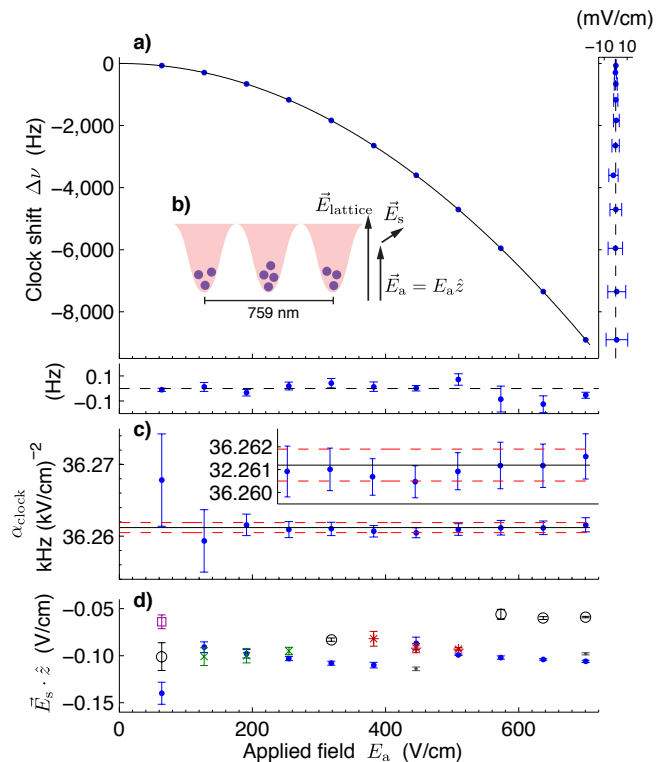 (mV/cm)
−10 10
a)
0
−2,000
−4,000
−6,000
−8,000
Clock shift Δν (Hz)
b)
E⃗lattice
E⃗s
E⃗a = Eaẑ
759 nm
0.1
−0.1
(Hz)
c)
36.262
32.261
36.260
36.27
36.26
αclock
kHz (kV/cm)−2
d)
−0.05
−0.10
−0.15
E⃗s · ẑ (V/cm)
0 200 400 600
Applied field Ea (V/cm)